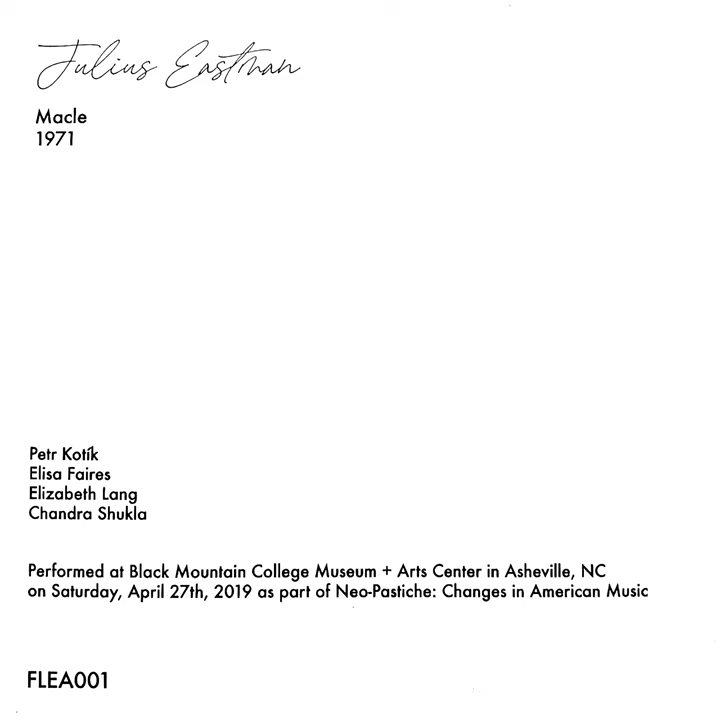 Julius Eastman
Macle
1971
Petr Kotík
Elisa Faires
Elizabeth Lang
Chandra Shukla
Performed at Black Mountain College Museum + Arts Center in Asheville, NC
on Saturday, April 27th, 2019 as part of Neo-Pastiche: Changes in American Music
FLEA001